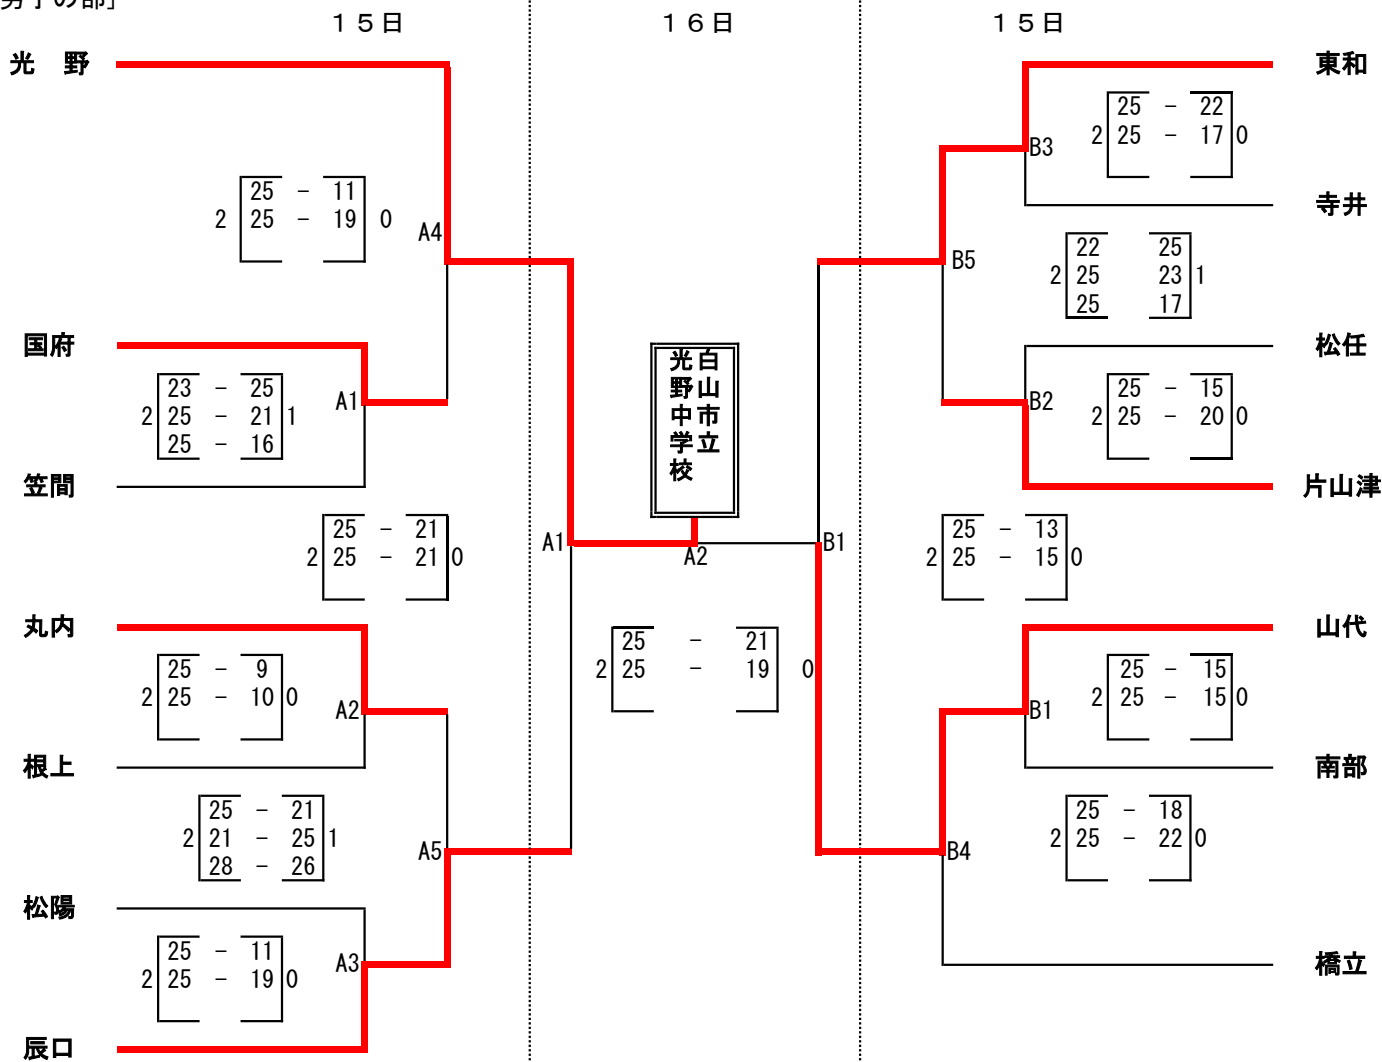 男子の部］
１５日 １６日 １５日
光　野 東和
25 － 22
2 25 － 17 0
B3
25 － 11
2 25 － 19 0
A4
寺井
22 25
2 25 23 1
25 17
B5
国府 松任
白山市立
光野中学校
23 － 25
2 25 － 21 1
25 － 16
A1
25 － 15
2 25 － 20 0
B2
笠間 片山津
25 － 21
2 25 － 21 0
A1
A2
B1
25 － 13
2 25 － 15 0
丸内 山代
25 － 21
2 25 － 19 0
25 － 9
2 25 － 10 0
A2
25 － 15
2 25 － 15 0
B1
根上 南部
25 － 21
2 21 － 25 1
28 － 26
A5
25 － 18
2 25 － 22 0
B4
松陽
25 － 11
2 25 － 19 0
A3
橋立
辰口